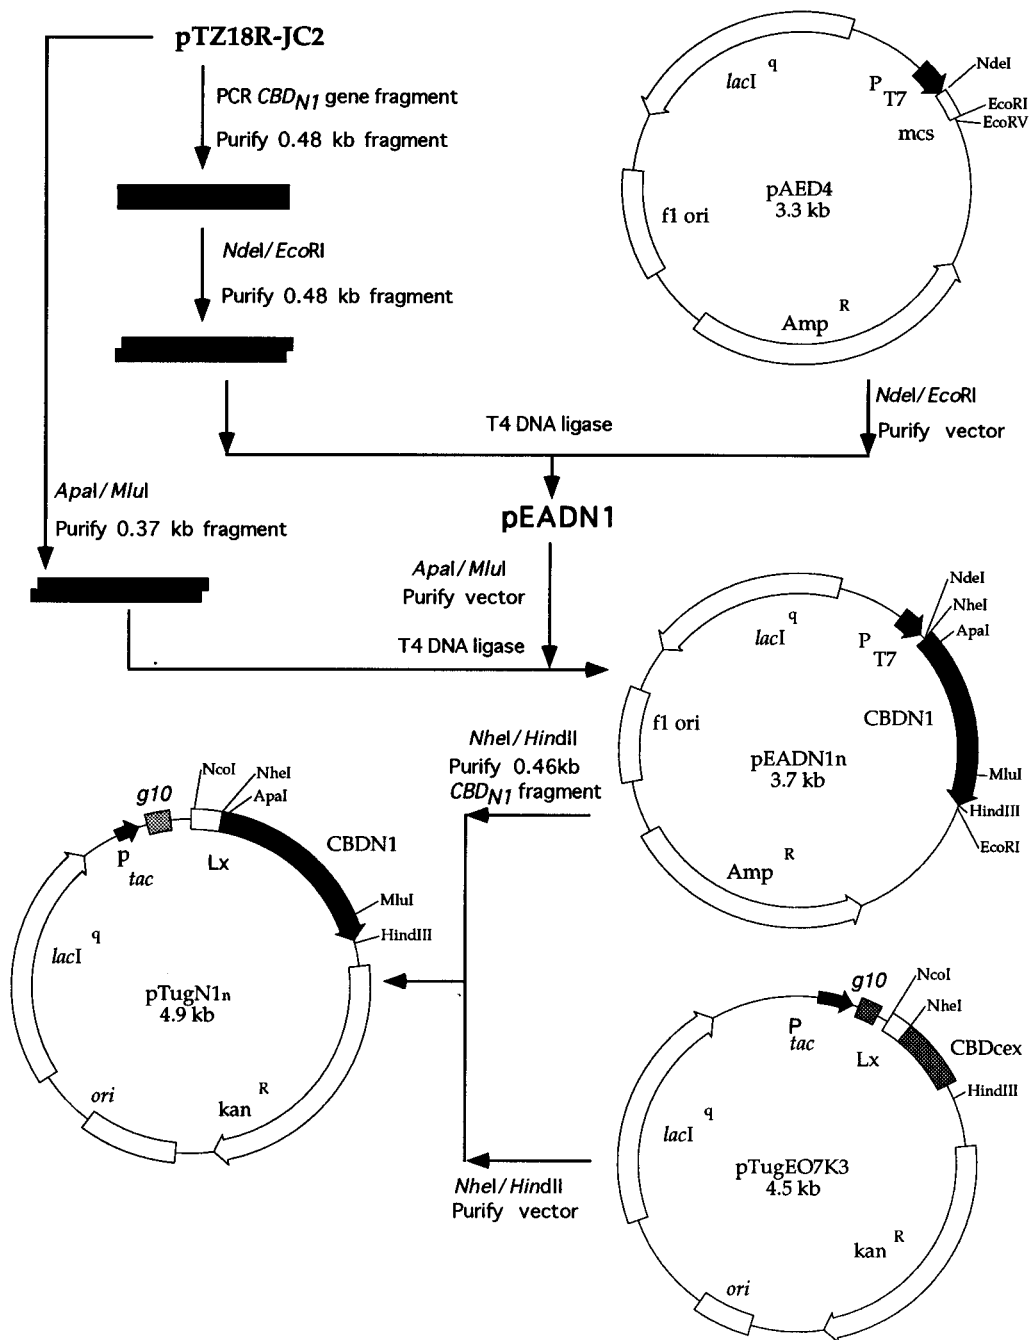 pTZ18R-JC2
PCR CBDN1 gene fragment
Purify 0.48 kb fragment
NdeI/EcoRI
Purify 0.48 kb fragment
lacI q
P T7
NdeI
EcoRI
EcoRV
mcs
pAED4
3.3 kb
f1 ori
Amp R
NdeI/EcoRI
Purify vector
T4 DNA ligase
pEADN1
ApaI/MluI
Purify 0.37 kb fragment
ApaI/MluI
Purify vector
T4 DNA ligase
lacI q
P T7
NdeI
NheI
ApaI
CBDN1
f1 ori
pEADN1n
3.7 kb
MluI
HindIII
EcoRI
Amp R
NheI/HindII
Purify 0.46kb
CBDN1 fragment
g10
NcoI
NheI
ApaI
P tac
Lx
CBDN1
MluI
HindIII
lacI q
pTugN1n
4.9 kb
ori
kan R
g10
NcoI
NheI
P tac
Lx
CBDcex
HindIII
lacI q
pTugEO7K3
4.5 kb
kan R
ori
NheI/HindII
Purify vector